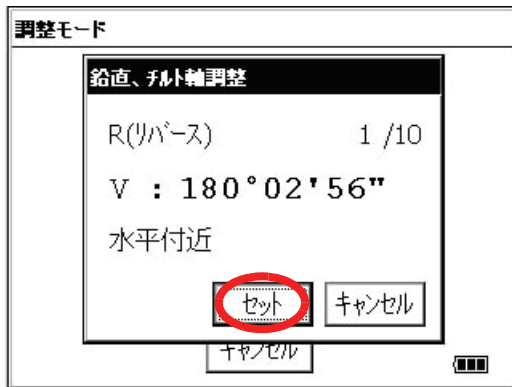 調整モード
鉛直、チルト軸調整
R(リバース) 1 /10
V : 180°02'56"
水平付近
セット キャンセル
キャンセル